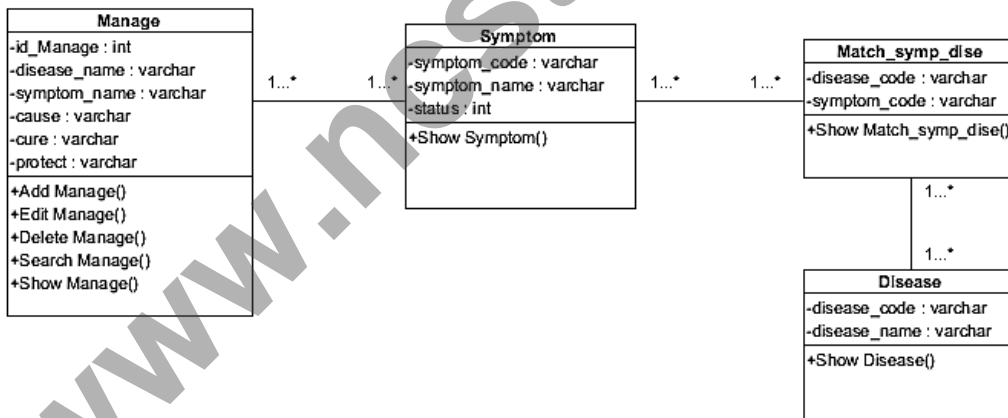 Manage
-id_Manage : int
-disease_name : varchar
-symptom_name : varchar
-cause : varchar
-cure : varchar
-protect : varchar
+Add Manage()
+Edit Manage()
+Delete Manage()
+Search Manage()
+Show Manage()
1...* 1...*
Symptom
-symptom_code : varchar
-symptom_name : varchar
-status : int
+Show Symptom()
1...* 1...*
Match_symp_dise
-disease_code : varchar
-symptom_code : varchar
+Show Match_symp_dise()
1...*
1...*
Disease
-disease_code : varchar
-disease_name : varchar
+Show Disease()
www.ncs